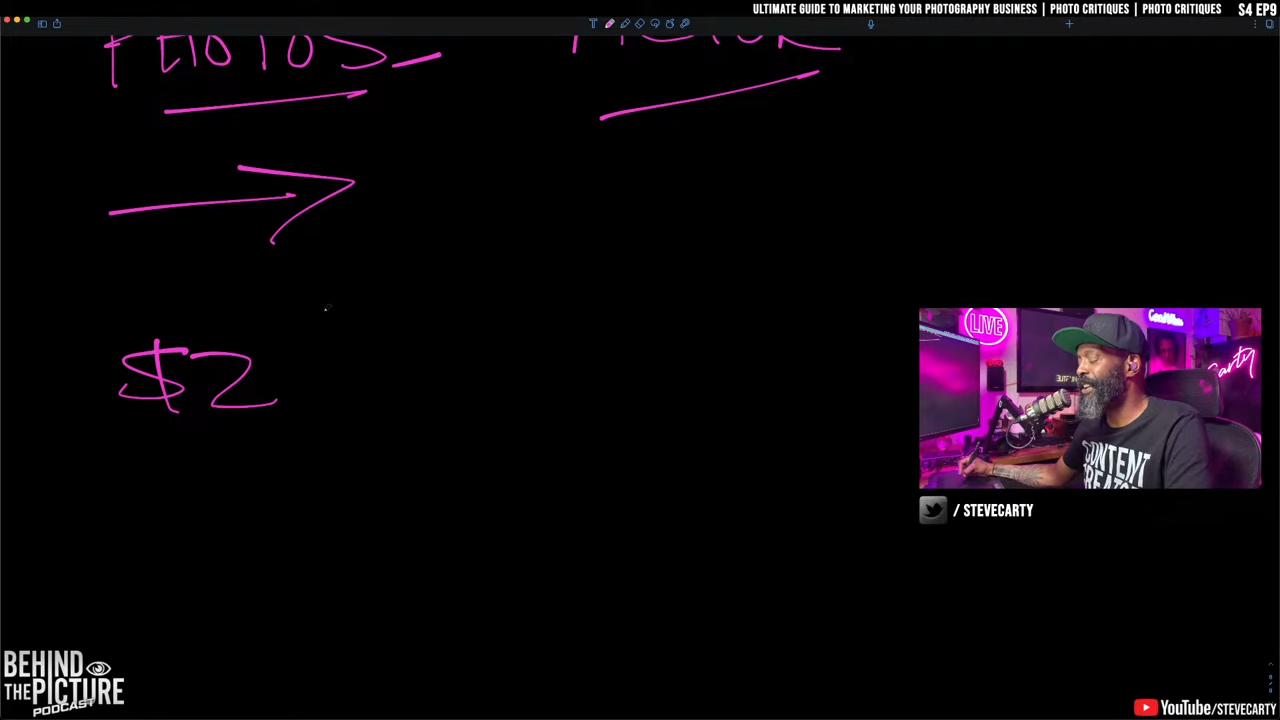 ULTIMATE GUIDE TO MARKETING YOUR PHOTOGRAPHY BUSINESS | PHOTO CRITIQUES | PHOTO CRITIQUES S4 EP9
PHOTOS
$2
LIVE
Carty
CONTENT
/ STEVECARTY
BEHIND
THE PICTURE
PODCAST
YouTube/STEVECARTY